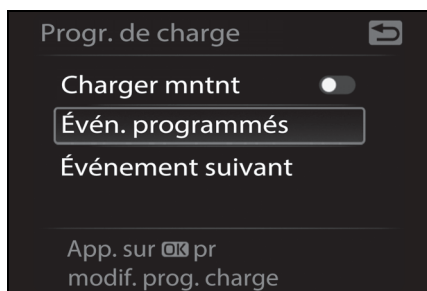 Progr. de charge
Charger mntnt
Évén. programmés
Événement suivant
App. sur OK pr
modif. prog. charge